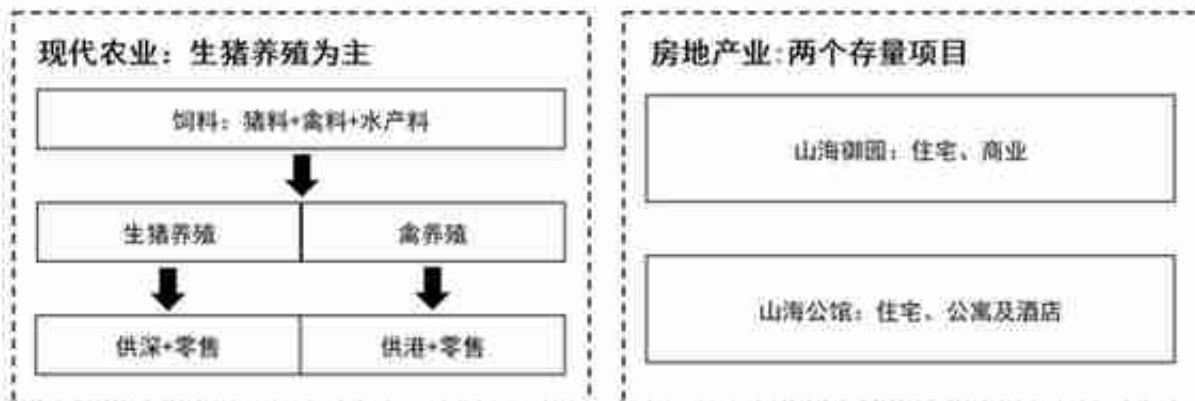 现代农业：生猪养殖为主
饲料：猪料+禽料+水产料
生猪养殖
禽养殖
供深+零售
供港+零售
房地产业:两个存量项目
山海御园：住宅、商业
山海公馆：住宅、公寓及酒店